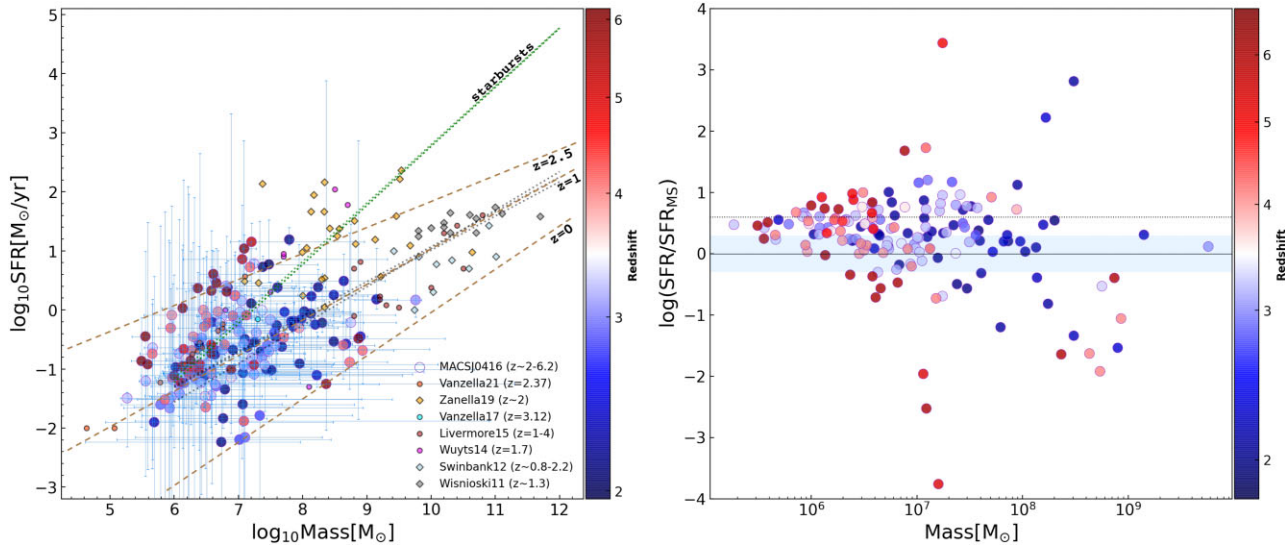 5
4
3
2
1
0
−1
−2
−3
log₁₀SFR[M⊙/yr]
4 5 6 7 8 9 10 11 12
log₁₀Mass[M⊙]
starbursts
z=2.5
z=1
z=0
MACSJ0416 (z~2-6.2)
Vanzella21 (z=2.37)
Zanella19 (z~2)
Vanzella17 (z=3.12)
Livermore15 (z=1-4)
Wuyts14 (z=1.7)
Swinbank12 (z~0.8-2.2)
Wisnioski11 (z~1.3)
6
5
4
3
2
Redshift
4
3
2
1
0
−1
−2
−3
−4
log(SFR/SFR_MS)
10⁶ 10⁷ 10⁸ 10⁹
Mass[M⊙]
6
5
4
3
2
Redshift